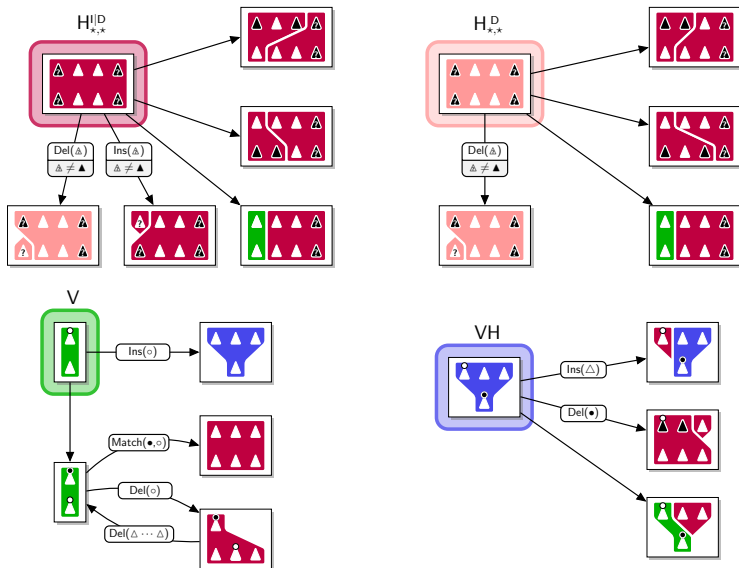 H⋆,⋆ I|D
H⋆,⋆ D
Del(◬)
◬ ≠ ▲
Ins(◬)
◬ ≠ ▲
Del(◬)
◬ ≠ ▲
?
?
?
V
VH
Ins(○)
Ins(△)
Del(●)
Match(●,○)
Del(○)
Del(△ ⋯ △)